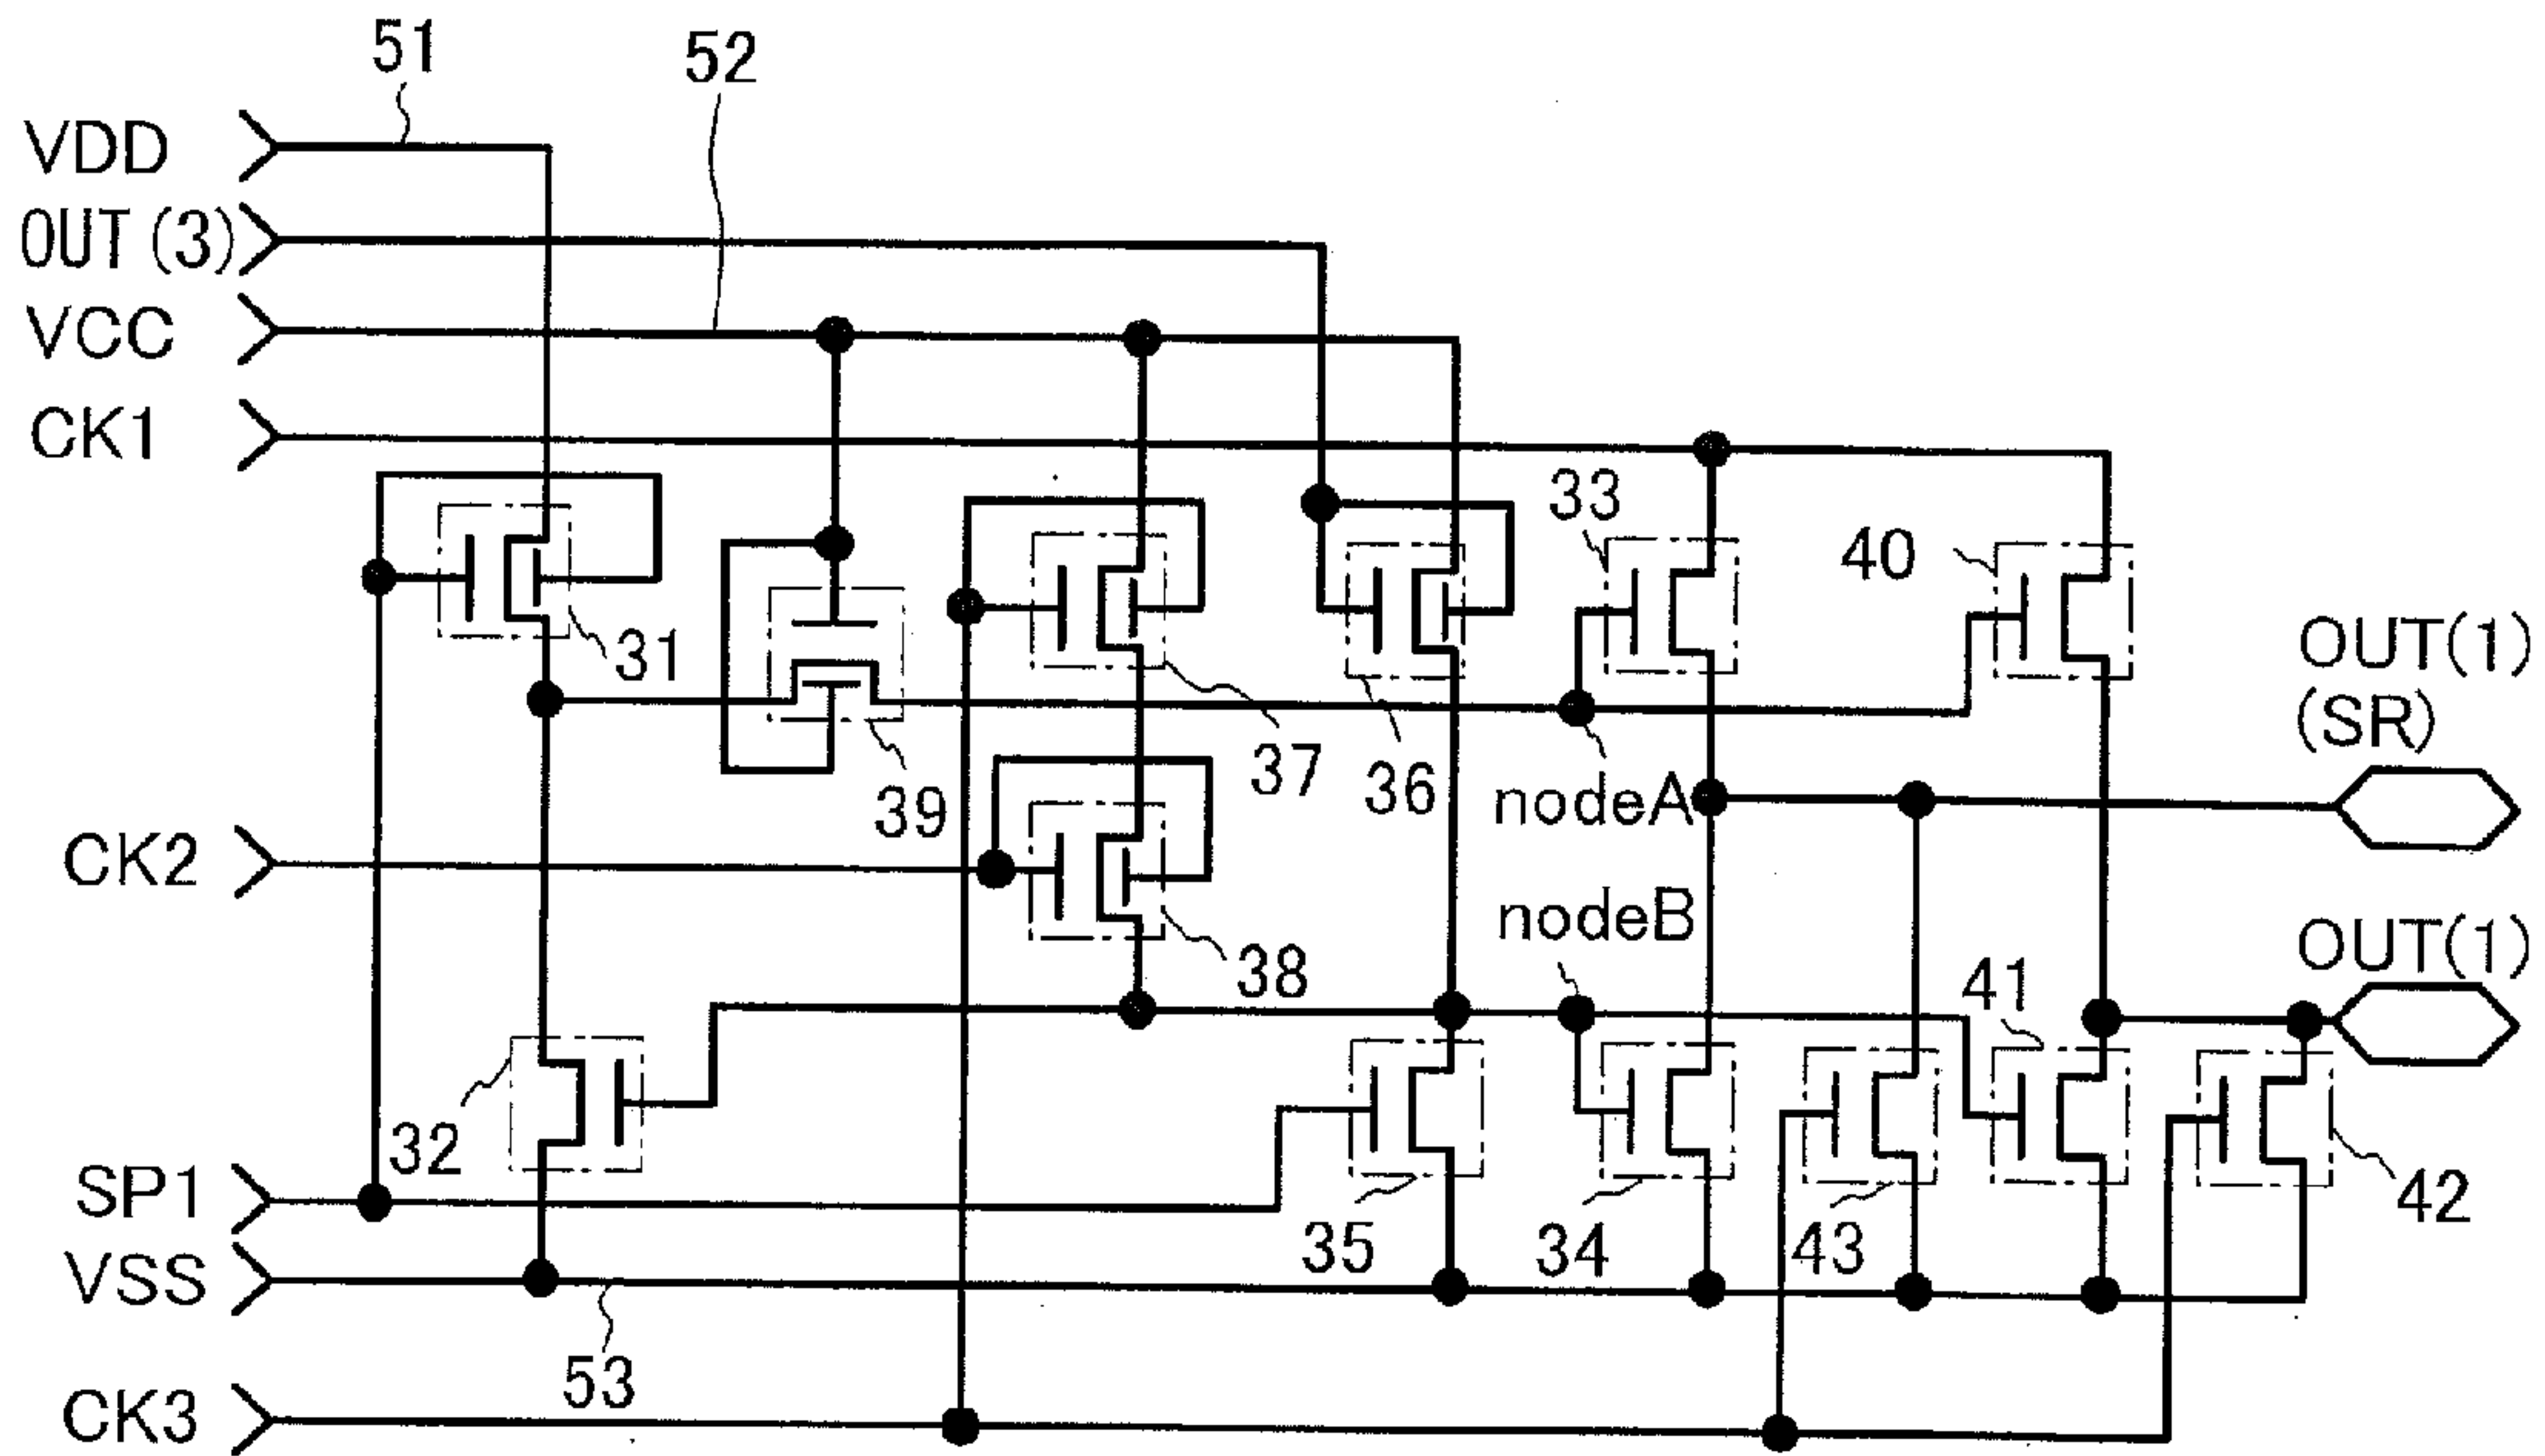 51
52
VDD
OUT(3)
VCC
CK1
33
40
31
OUT(1)
(SR)
37
36
39
nodeA
CK2
nodeB
38
41
OUT(1)
32
SP1
42
35
34
43
VSS
53
CK3